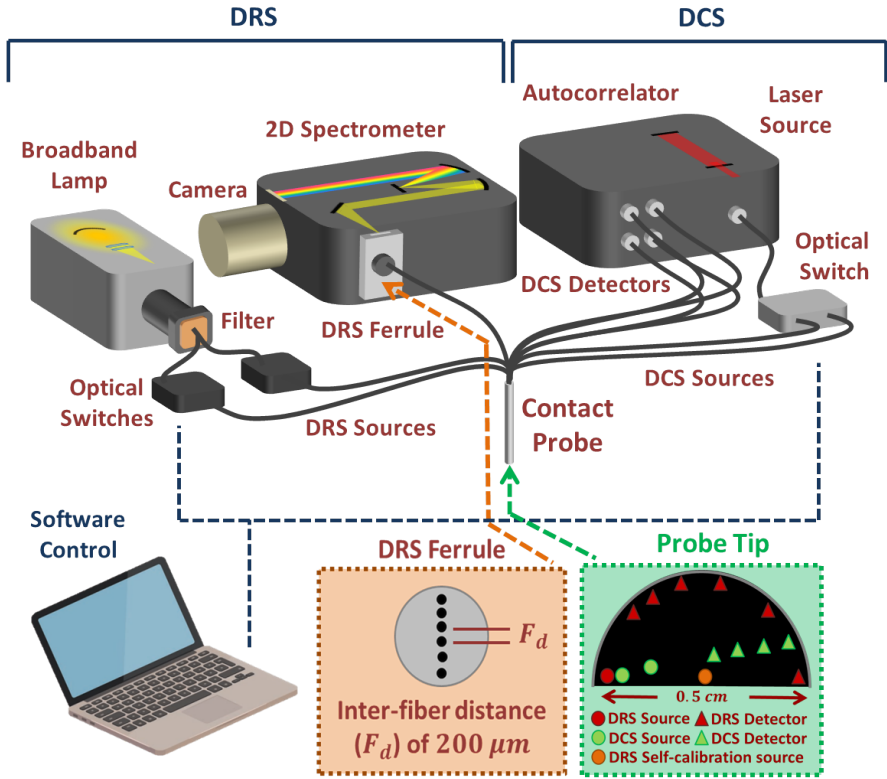 DRS
DCS
Autocorrelator
Laser
Source
2D Spectrometer
Broadband
Lamp
Camera
Optical
Switch
DCS Detectors
Filter
DRS Ferrule
Optical
Switches
DCS Sources
DRS Sources
Contact
Probe
Software
Control
DRS Ferrule
F_d
Inter-fiber distance
(F_d) of 200 μm
Probe Tip
0.5 cm
DRS Source
DRS Detector
DCS Source
DCS Detector
DRS Self-calibration source